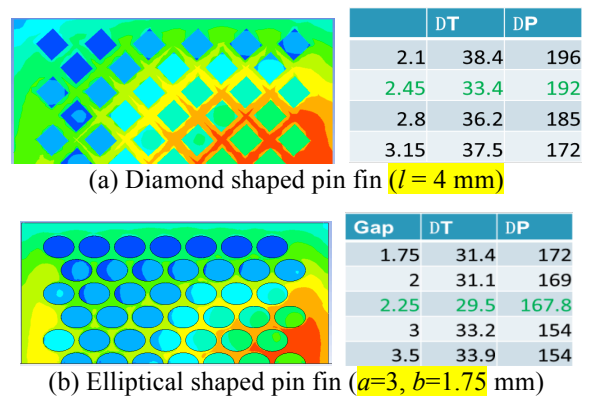 DT DP
2.1 38.4 196
2.45 33.4 192
2.8 36.2 185
3.15 37.5 172
(a) Diamond shaped pin fin (l = 4 mm)
Gap DT DP
1.75 31.4 172
2 31.1 169
2.25 29.5 167.8
3 33.2 154
3.5 33.9 154
(b) Elliptical shaped pin fin (a=3, b=1.75 mm)